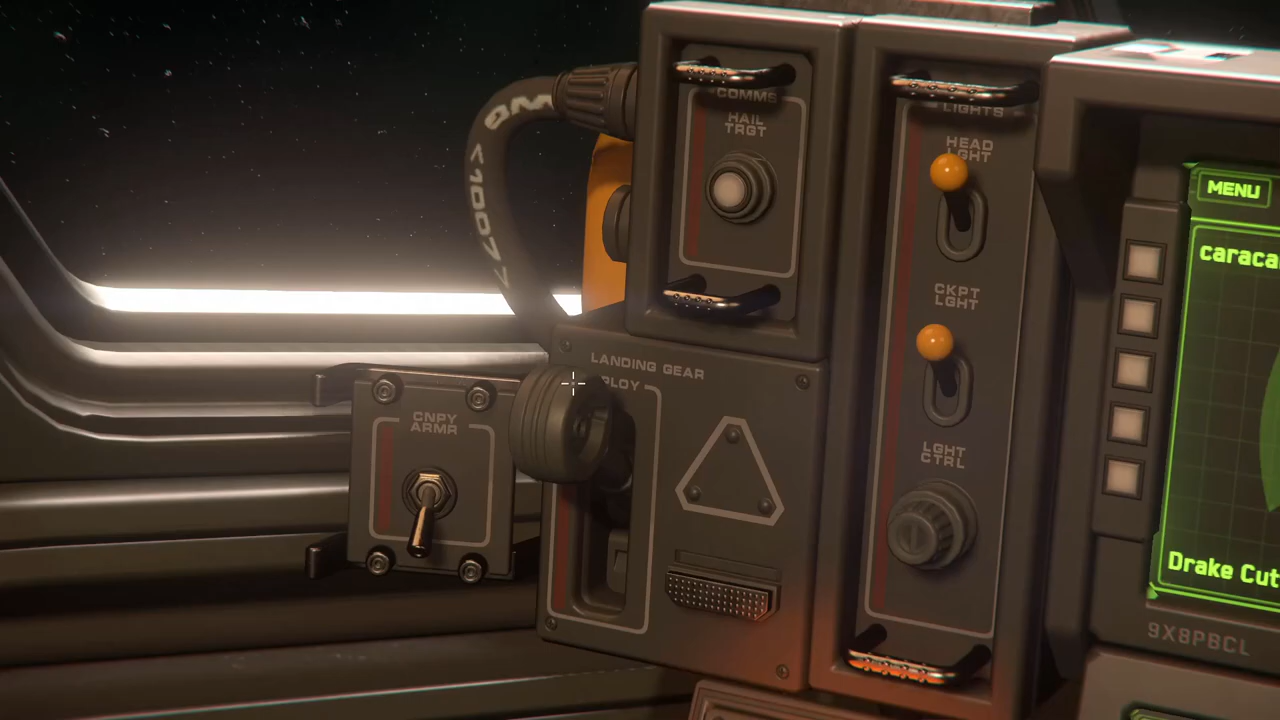 COMMS
HAIL
TRGT
LIGHTS
HEAD
LGHT
CKPT
LGHT
LGHT
CTRL
LANDING GEAR
PLOY
CNPY
ARMR
<10077
MENU
caraca
Drake Cut
9X8PBCL